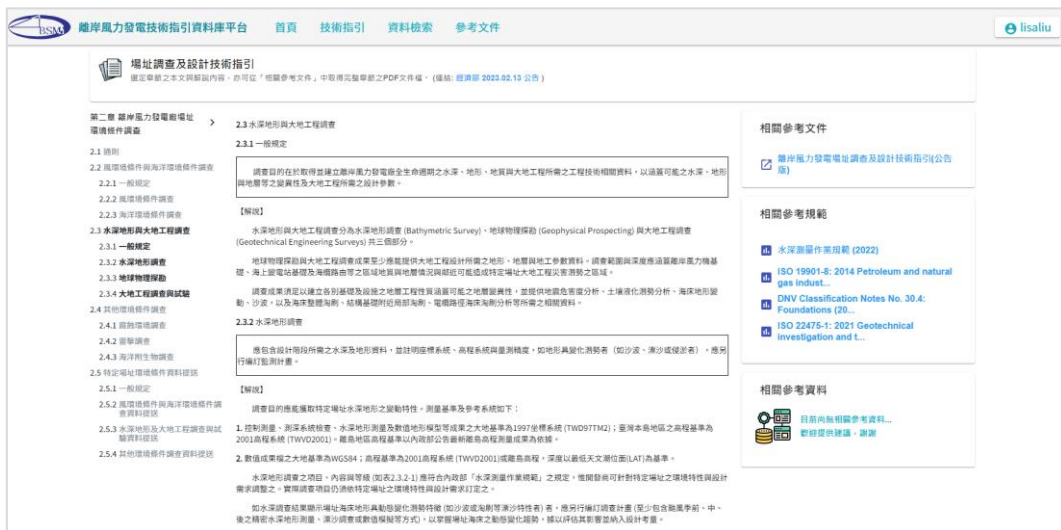 BSMI
離岸風力發電技術指引資料庫平台
首頁
技術指引
資料檢索
參考文件
lisaliu
場址調查及設計技術指引
選定章節之本文與解說內容，亦可從「相關參考文件」中取得完整章節之PDF文件檔。 (連結: 經濟部 2023.02.13 公告 )
第二章 離岸風力發電廠場址
環境條件調查
2.1 通則
2.2 風環境條件與海洋環境條件調查
2.2.1 一般規定
2.2.2 風環境條件調查
2.2.3 海洋環境條件調查
2.3 水深地形與大地工程調查
2.3.1 一般規定
2.3.2 水深地形調查
2.3.3 地球物理探勘
2.3.4 大地工程調查與試驗
2.4 其他環境條件調查
2.4.1 腐蝕環境調查
2.4.2 雷擊調查
2.4.3 海洋附生物調查
2.5 特定場址環境條件資料提送
2.5.1 一般規定
2.5.2 風環境條件與海洋環境條件調
查資料提送
2.5.3 水深地形及大地工程調查與試
驗資料提送
2.5.4 其他環境條件調查資料提送
2.3 水深地形與大地工程調查
2.3.1 一般規定
調查目的在於取得並建立離岸風力發電廠全生命週期之水深、地形、地質與大地工程所需之工程技術相關資料，以涵蓋可能之水深、地形
與地層等之變異性及大地工程所需之設計參數。
【解說】
水深地形與大地工程調查分為水深地形調查 (Bathymetric Survey)、地球物理探勘 (Geophysical Prospecting) 與大地工程調查
(Geotechnical Engineering Surveys) 共三個部分。
地球物理探勘與大地工程調查成果至少應能提供大地工程設計所需之地形、地層與地工參數資料。調查範圍與深度應涵蓋離岸風力機基
礎、海上變電站基礎及海纜路由等之區域地質與地層情況與鄰近可能造成特定場址大地工程災害潛勢之區域。
調查成果須足以建立各別基礎及設施之地層工程性質涵蓋可能之地層變異性，並提供地震危害度分析、土壤液化潛勢分析、海床地形變
動、沙波，以及海床整體淘刷、結構基礎附近局部淘刷、電纜路徑海床淘刷分析等所需之相關資料。
2.3.2 水深地形調查
應包含設計階段所需之水深及地形資料，並註明座標系統、高程系統與量測精度，如地形具變化潛勢者（如沙波、漂沙或侵淤者），應另
行編訂監測計畫。
【解說】
調查目的應能獲取特定場址水深地形之變動特性。測量基準及參考系統如下：
1. 控制測量、測深系統檢查、水深地形測量及數值地形模型等成果之大地基準為1997坐標系統 (TWD97TM2)；臺灣本島地區之高程基準為
2001高程系統 (TWVD2001)。離島地區高程基準以內政部公告最新離島高程測量成果為依據。
2. 數值成果檔之大地基準為WGS84；高程基準為2001高程系統 (TWVD2001)或離島高程，深度以最低天文潮位面(LAT)為基準。
水深地形調查之項目、內容與等級 (如表2.3.2-1) 應符合內政部「水深測量作業規範」之規定，惟開發商可針對特定場址之環境特性與設計
需求調整之。實際調查項目仍須依特定場址之環境特性與設計需求訂定之。
如水深調查結果顯示場址海床地形具動態變化潛勢特徵 (如沙波或淘刷等漂沙特性者) 者，應另行編訂調查計畫 (至少包含颱風季前、中、
後之精密水深地形測量、漂沙調查或數值模擬等方式)，以掌握場址海床之動態變化趨勢，據以評估其影響並納入設計考量。
相關參考文件
離岸風力發電場址調查及設計技術指引(公告
版)
相關參考規範
水深測量作業規範 (2022)
ISO 19901-8: 2014 Petroleum and natural
gas indust...
DNV Classification Notes No. 30.4:
Foundations (20...
ISO 22475-1: 2021 Geotechnical
investigation and t...
相關參考資料
目前尚無相關參考資料...
歡迎提供建議，謝謝